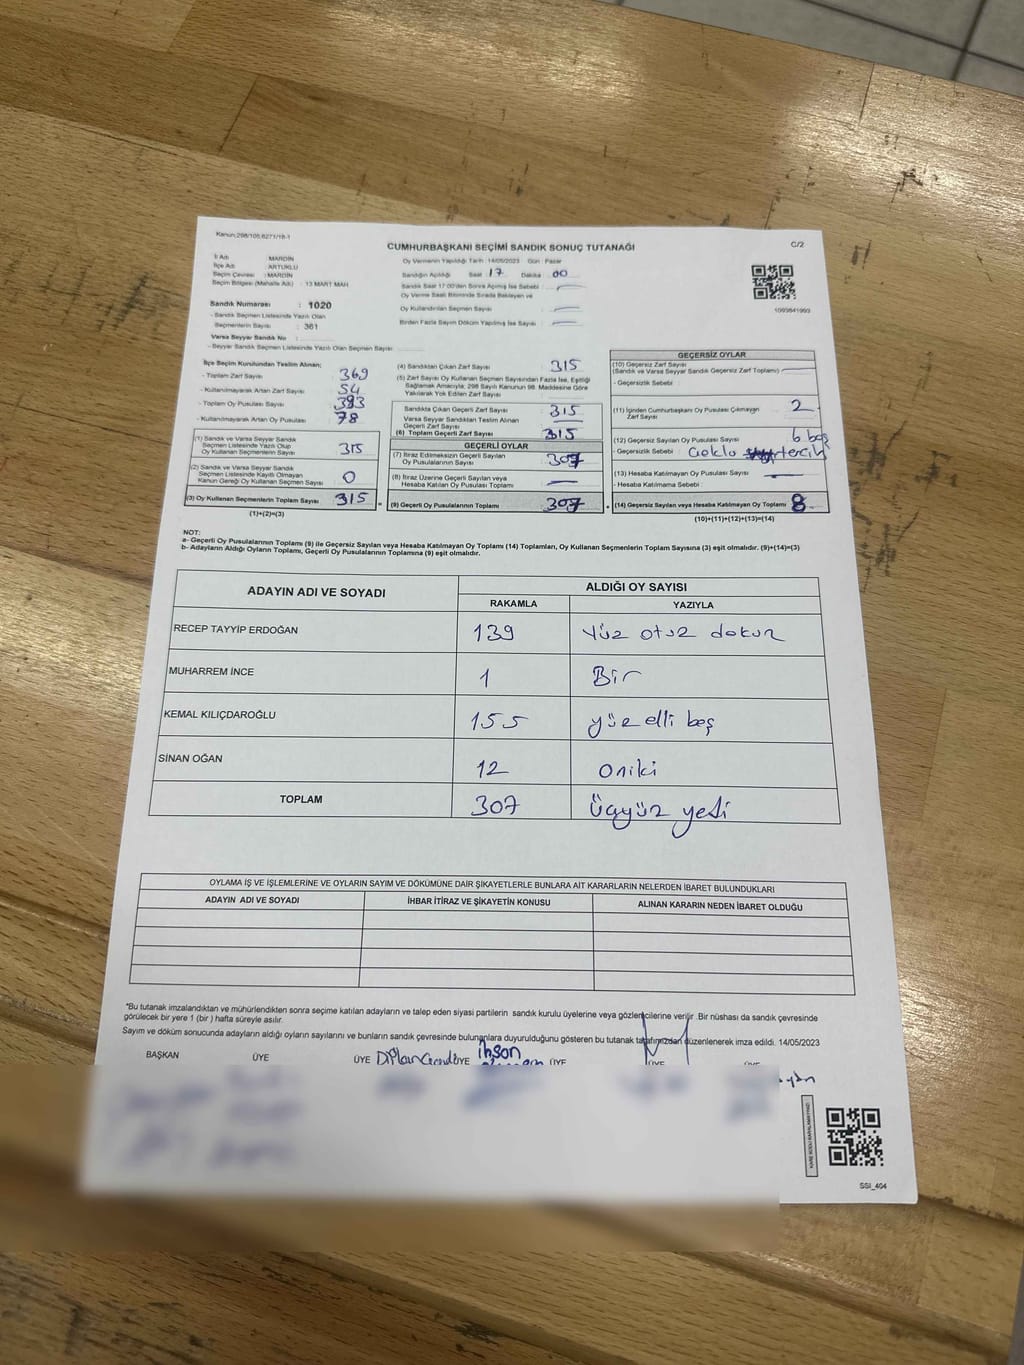 Kanun:298/105,6271/18-1
C/2
CUMHURBAŞKANI SEÇİMİ SANDIK SONUÇ TUTANAĞI
İl Adı : MARDİN
İlçe Adı : ARTUKLU
Seçim Çevresi : MARDİN
Seçim Bölgesi (Mahalle Adı) : 13 MART MAH
Sandık Numarası : 1020
- Sandık Seçmen Listesinde Yazılı Olan
Seçmenlerin Sayısı : 361
Varsa Seyyar Sandık No :
- Seyyar Sandık Seçmen Listesinde Yazılı Olan Seçmen Sayısı
Oy Vermenin Yapıldığı Tarih : 14/05/2023 Gün : Pazar
Sandığın Açıldığı Saat 17 Dakika 00
Sandık Saat 17:00'den Sonra Açılmış İse Sebebi :
Oy Verme Saati Bitiminde Sırada Bekleyen ve
Oy Kullandırılan Seçmen Sayısı :
Birden Fazla Sayım Döküm Yapılmış İse Sayısı :
1093841993
İlçe Seçim Kurulundan Teslim Alınan;
- Toplam Zarf Sayısı : 369
- Kullanılmayarak Artan Zarf Sayısı : 54
- Toplam Oy Pusulası : 393
- Kullanılmayarak Artan Oy Pusulası : 78
(1) Sandık ve Varsa Seyyar Sandık
Seçmen Listesinde Yazılı Olup
Oy Kullanan Seçmen Sayısı 315
(2) Sandık ve Varsa Seyyar Sandık
Seçmen Listesinde Kayıtlı Olmayan
Kanun Gereği Oy Kullanan Seçmen Sayısı 0
(3) Oy Kullanan Seçmenlerin Toplam Sayısı 315
(1)+(2)=(3)
(4) Sandıktan Çıkan Zarf Sayısı : 315
(5) Zarf Sayısı Oy Kullanan Seçmen Sayısından Fazla İse, Eşitliği
Sağlamak Amacıyla; 298 Sayılı Kanunun 98. Maddesine Göre
Yakılarak Yok Edilen Zarf Sayısı :
Sandıkta Çıkan Geçerli Zarf Sayısı : 315
Varsa Seyyar Sandıktan Teslim Alınan
Geçerli Zarf Sayısı :
(6) Toplam Geçerli Zarf Sayısı : 315
GEÇERLİ OYLAR
(7) İtiraz Edilmeksizin Geçerli Sayılan
Oy Pusulalarının Sayısı : 307
(8) İtiraz Üzerine Geçerli Sayılan veya
Hesaba Katılan Oy Pusulası Toplamı :
(9) Geçerli Oy Pusulalarının Toplamı : 307
GEÇERSİZ OYLAR
(10) Geçersiz Zarf Sayısı
(Sandık ve Varsa Seyyar Sandık Geçersiz Zarf Toplamı) :
- Geçersizlik Sebebi :
(11) İçinden Cumhurbaşkanı Oy Pusulası Çıkmayan
Zarf Sayısı : 2
(12) Geçersiz Sayılan Oy Pusulası Sayısı : 6 boş
- Geçersizlik Sebebi : Çoklu tercih
(13) Hesaba Katılmayan Oy Pusulası Sayısı :
- Hesaba Katılmama Sebebi :
(14) Geçersiz Sayılan veya Hesaba Katılmayan Oy Toplamı : 8
(10)+(11)+(12)+(13)=(14)
NOT:
a- Geçerli Oy Pusulalarının Toplamı (9) ile Geçersiz Sayılan veya Hesaba Katılmayan Oy Toplamı (14) Toplamları, Oy Kullanan Seçmenlerin Toplam Sayısına (3) eşit olmalıdır. (9)+(14)=(3)
b- Adayların Aldığı Oyların Toplamı, Geçerli Oy Pusulalarının Toplamına (9) eşit olmalıdır.
ADAYIN ADI VE SOYADI
ALDIĞI OY SAYISI
RAKAMLA YAZIYLA
RECEP TAYYİP ERDOĞAN 139 Yüz otuz dokuz
MUHARREM İNCE 1 Bir
KEMAL KILIÇDAROĞLU 155 yüz elli beş
SİNAN OĞAN 12 oniki
TOPLAM 307 üçyüz yedi
OYLAMA İŞ VE İŞLEMLERİNE VE OYLARIN SAYIM VE DÖKÜMÜNE DAİR ŞİKAYETLERLE BUNLARA AİT KARARLARIN NELERDEN İBARET BULUNDUKLARI
ADAYIN ADI VE SOYADI İHBAR İTİRAZ VE ŞİKAYETİN KONUSU ALINAN KARARIN NEDEN İBARET OLDUĞU
*Bu tutanak imzalandıktan ve mühürlendikten sonra seçime katılan adayların ve talep eden siyasi partilerin sandık kurulu üyelerine veya gözlemcilerine verilir. Bir nüshası da sandık çevresinde
görülecek bir yere 1 (bir ) hafta süreyle asılır.
Sayım ve döküm sonucunda adayların aldığı oyların sayılarını ve bunların sandık çevresinde bulunanlara duyurulduğunu gösteren bu tutanak tarafımızdan düzenlenerek imza edildi. 14/05/2023
BAŞKAN ÜYE ÜYE ÜYE ihson ÜYE ÜYE ÜYE
KARE KODU KARALAMAYINIZ!
SSI_404